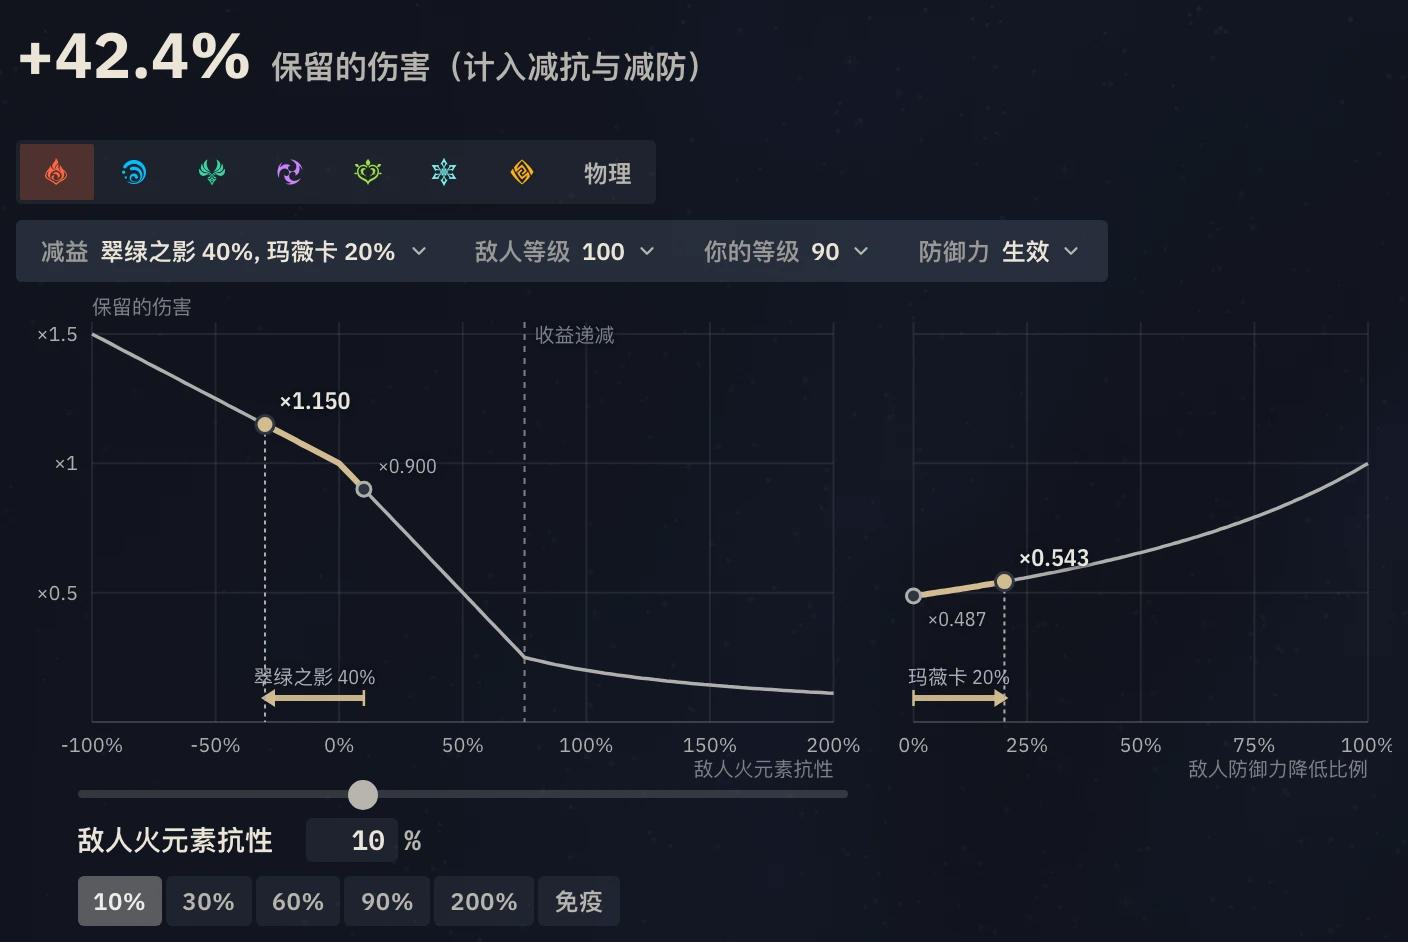 +42.4% 保留的伤害（计入减抗与减防）
物理
减益 翠绿之影 40%, 玛薇卡 20% 敌人等级 100 你的等级 90 防御力 生效
保留的伤害
×1.5
收益递减
×1.150
×1
×0.900
×0.543
×0.5
×0.487
翠绿之影 40%
玛薇卡 20%
-100% -50% 0% 50% 100% 150% 200% 0% 25% 50% 75% 100%
敌人火元素抗性 敌人防御力降低比例
敌人火元素抗性 10 %
10% 30% 60% 90% 200% 免疫